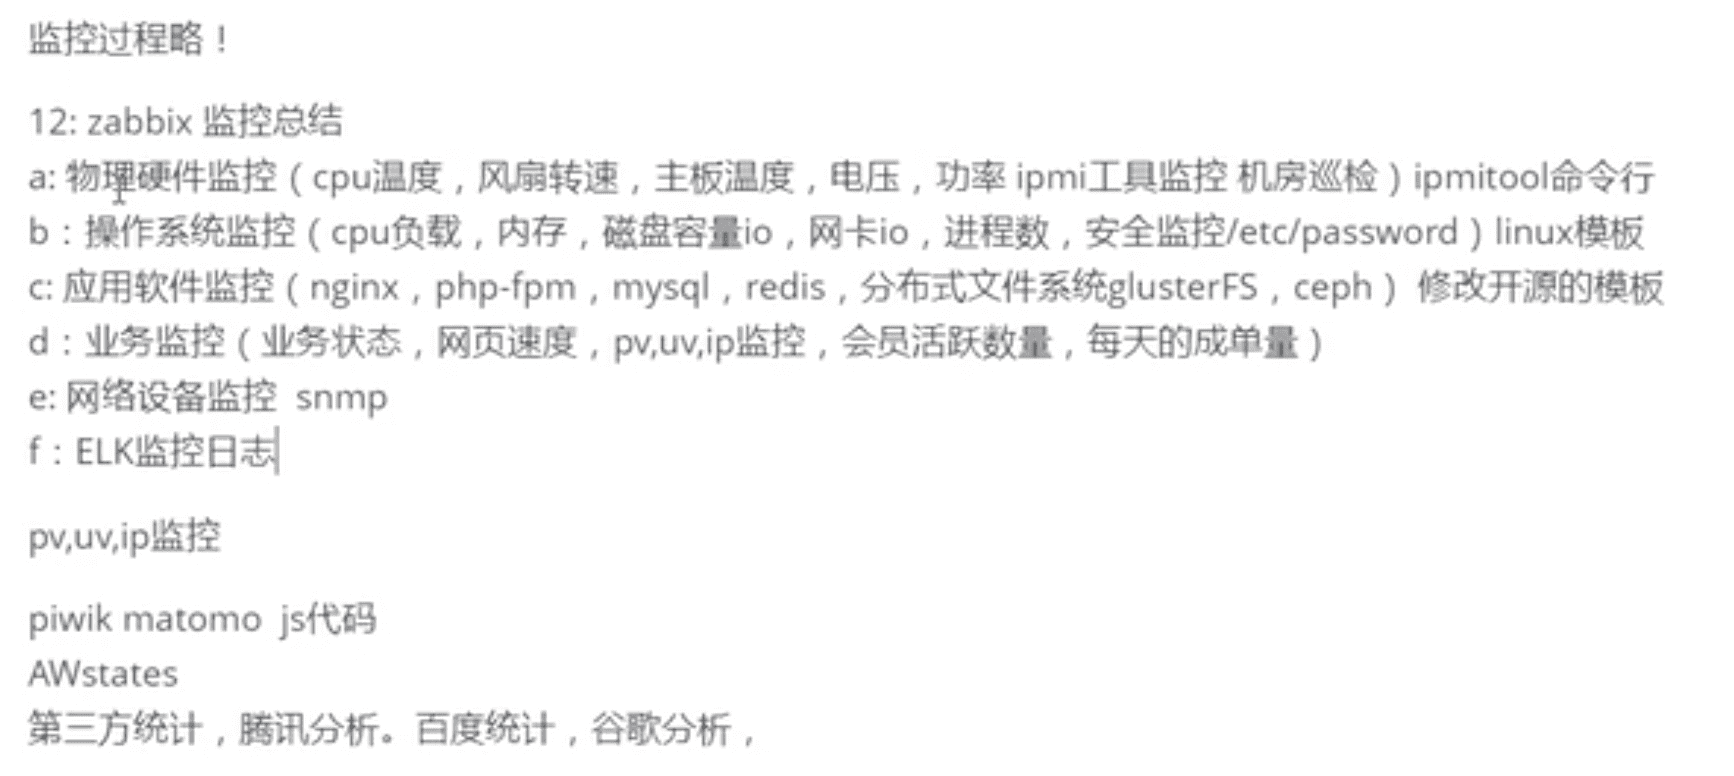 监控过程略！
12: zabbix 监控总结
a: 物理硬件监控（cpu温度，风扇转速，主板温度，电压，功率 ipmi工具监控 机房巡检）ipmitool命令行
b：操作系统监控（cpu负载，内存，磁盘容量io，网卡io，进程数，安全监控/etc/password）linux模板
c: 应用软件监控（nginx，php-fpm，mysql，redis，分布式文件系统glusterFS，ceph） 修改开源的模板
d：业务监控（业务状态，网页速度，pv,uv,ip监控，会员活跃数量，每天的成单量）
e: 网络设备监控  snmp
f：ELK监控日志
pv,uv,ip监控
piwik matomo  js代码
AWstates
第三方统计，腾讯分析。百度统计，谷歌分析，